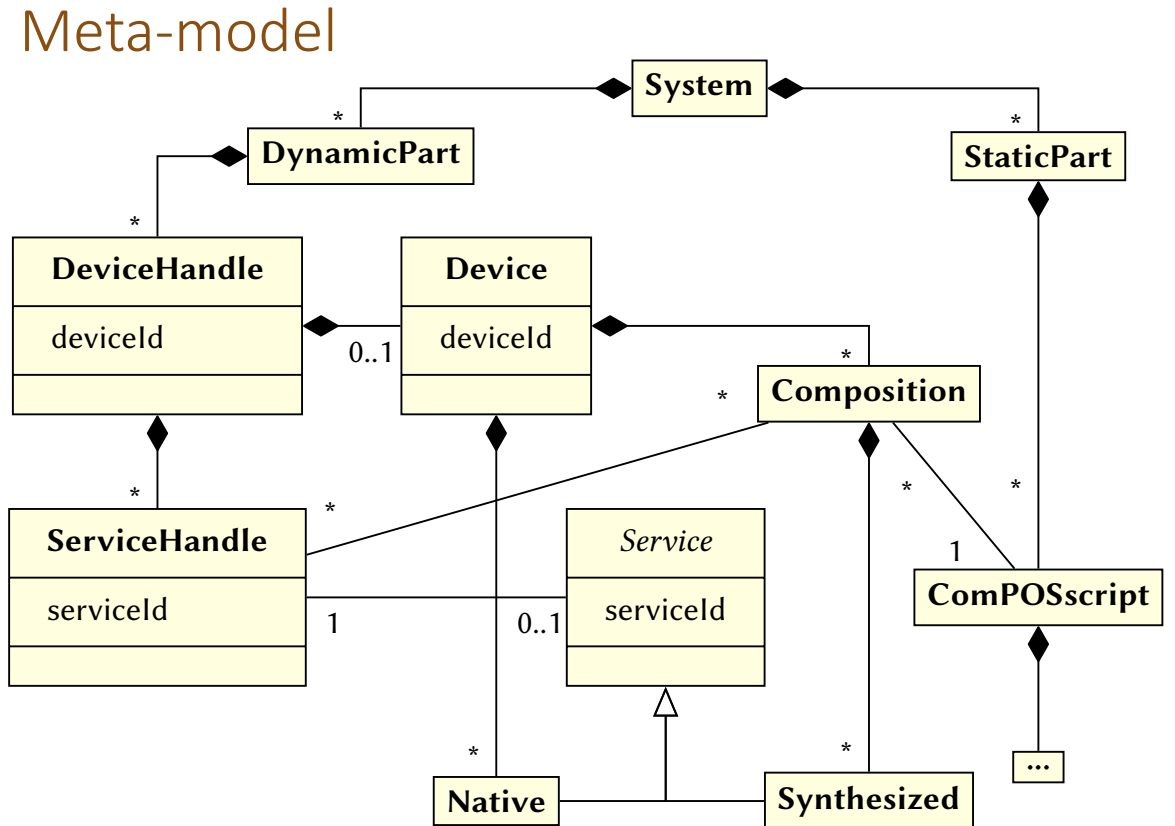 Meta-model
System
*
DynamicPart
*
StaticPart
*
DeviceHandle
deviceId
Device
deviceId
0..1
*
Composition
*
*
*
*
*
ServiceHandle
serviceId
Service
serviceId
1
0..1
1
ComPOSscript
*
*
...
Native
Synthesized